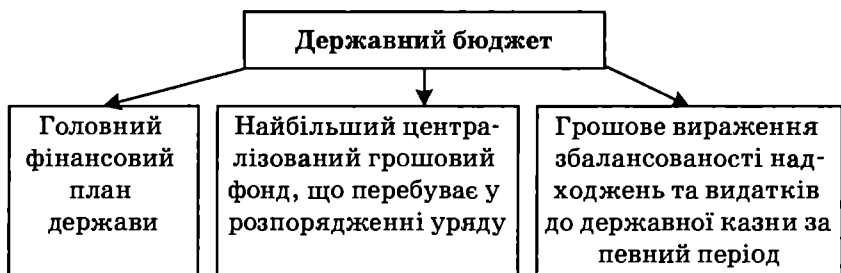 Державний бюджет
Головний
фінансовий
план
держави
Найбільший центра-
лізований грошовий
фонд, що перебуває у
розпорядженні уряду
Грошове вираження
збалансованості над-
ходжень та видатків
до державної казни за
певний період